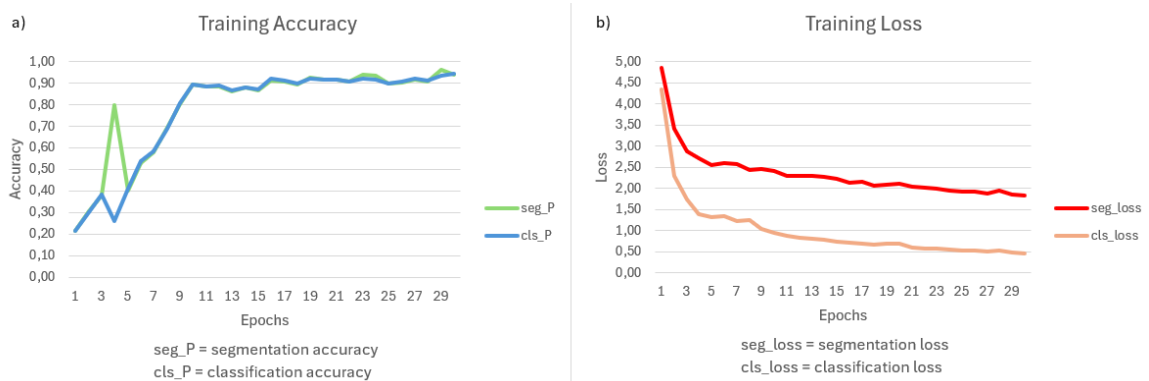 a)
Training Accuracy
1,00
0,90
0,80
0,70
0,60
0,50
0,40
0,30
0,20
0,10
0,00
Accuracy
1 3 5 7 9 11 13 15 17 19 21 23 25 27 29
Epochs
seg_P
cls_P
seg_P = segmentation accuracy
cls_P = classification accuracy
b)
Training Loss
5,00
4,50
4,00
3,50
3,00
2,50
2,00
1,50
1,00
0,50
0,00
Loss
1 3 5 7 9 11 13 15 17 19 21 23 25 27 29
Epochs
seg_loss
cls_loss
seg_loss = segmentation loss
cls_loss = classification loss